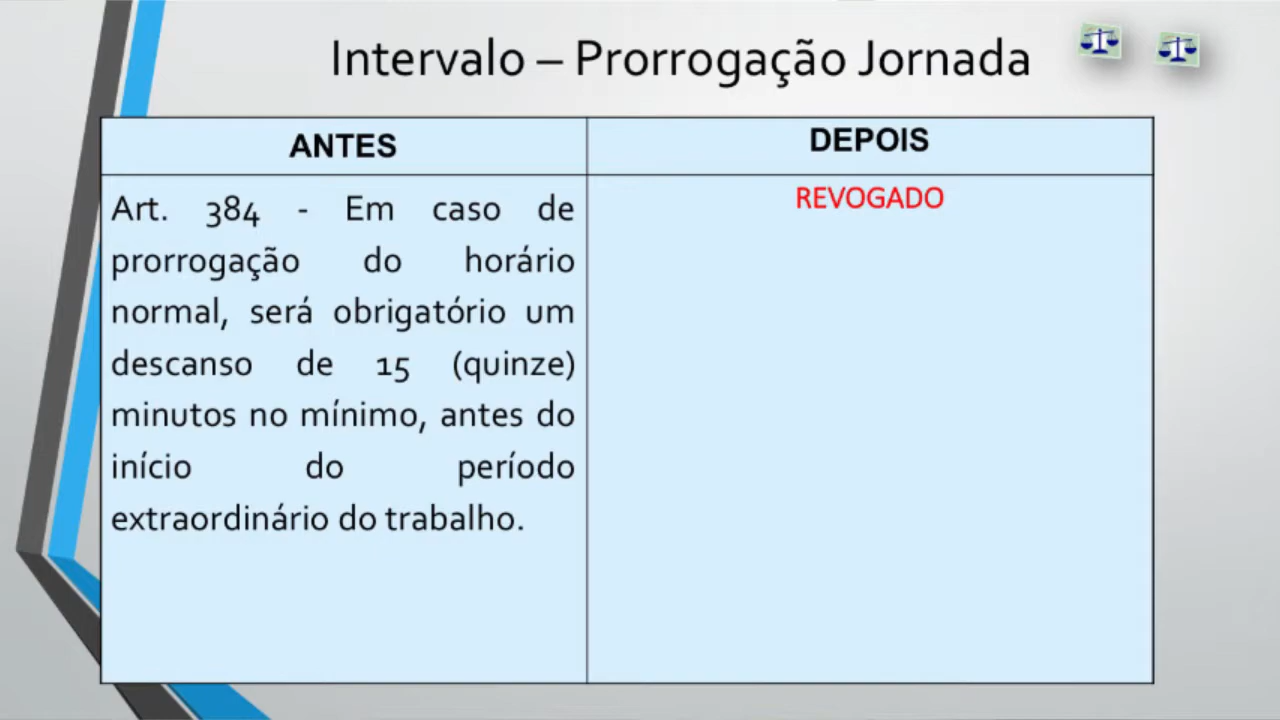 Intervalo – Prorrogação Jornada
ANTES
DEPOIS
Art. 384 - Em caso de
prorrogação do horário
normal, será obrigatório um
descanso de 15 (quinze)
minutos no mínimo, antes do
início do período
extraordinário do trabalho.
REVOGADO